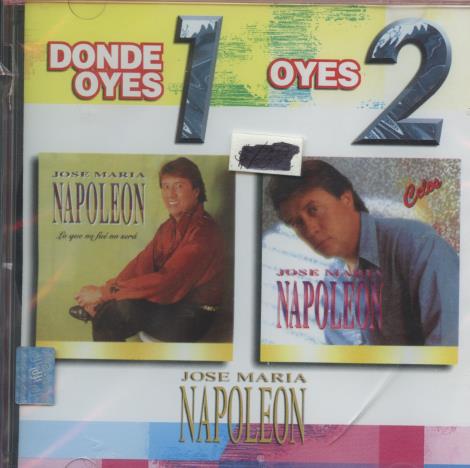 DONDE
OYES
1
OYES
2
JOSE MARIA
NAPOLEON
Lo que no fué no será
Celos
JOSE MARIA
NAPOLEON
JOSE MARIA
NAPOLEON